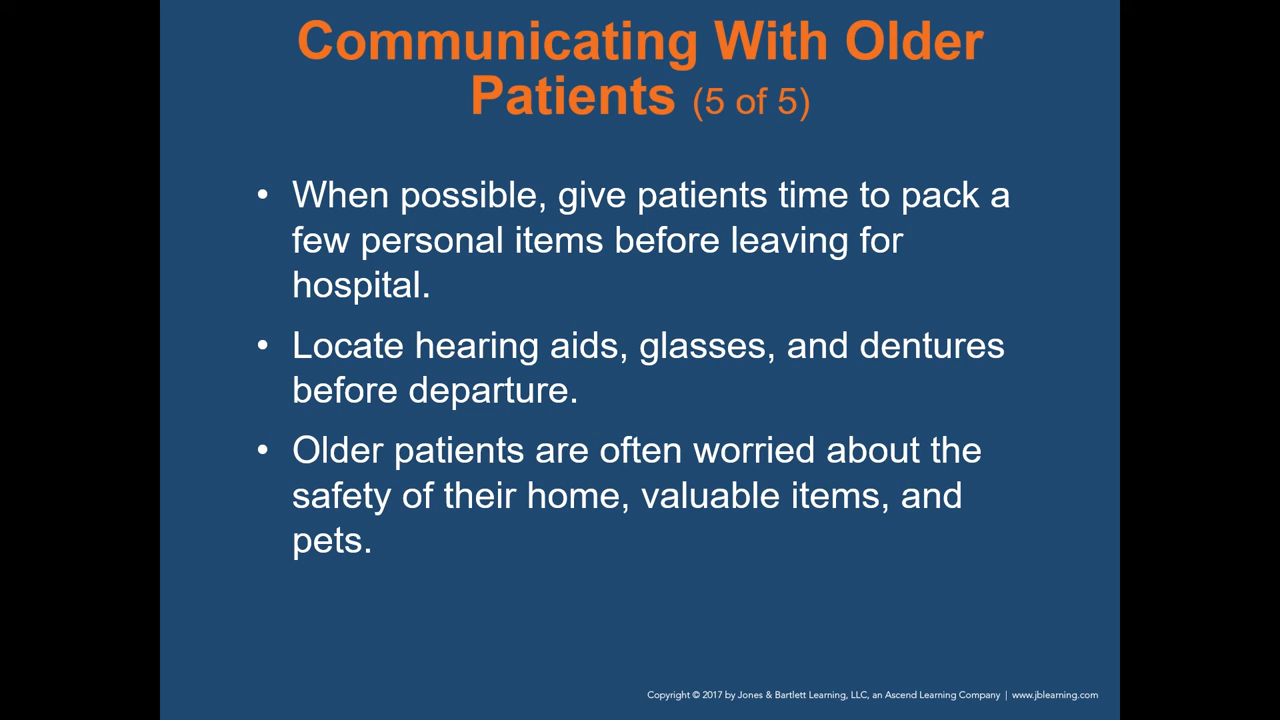 Communicating With Older
Patients (5 of 5)
• When possible, give patients time to pack a
few personal items before leaving for
hospital.
• Locate hearing aids, glasses, and dentures
before departure.
• Older patients are often worried about the
safety of their home, valuable items, and
pets.
Copyright © 2017 by Jones & Bartlett Learning, LLC, an Ascend Learning Company | www.jblearning.com